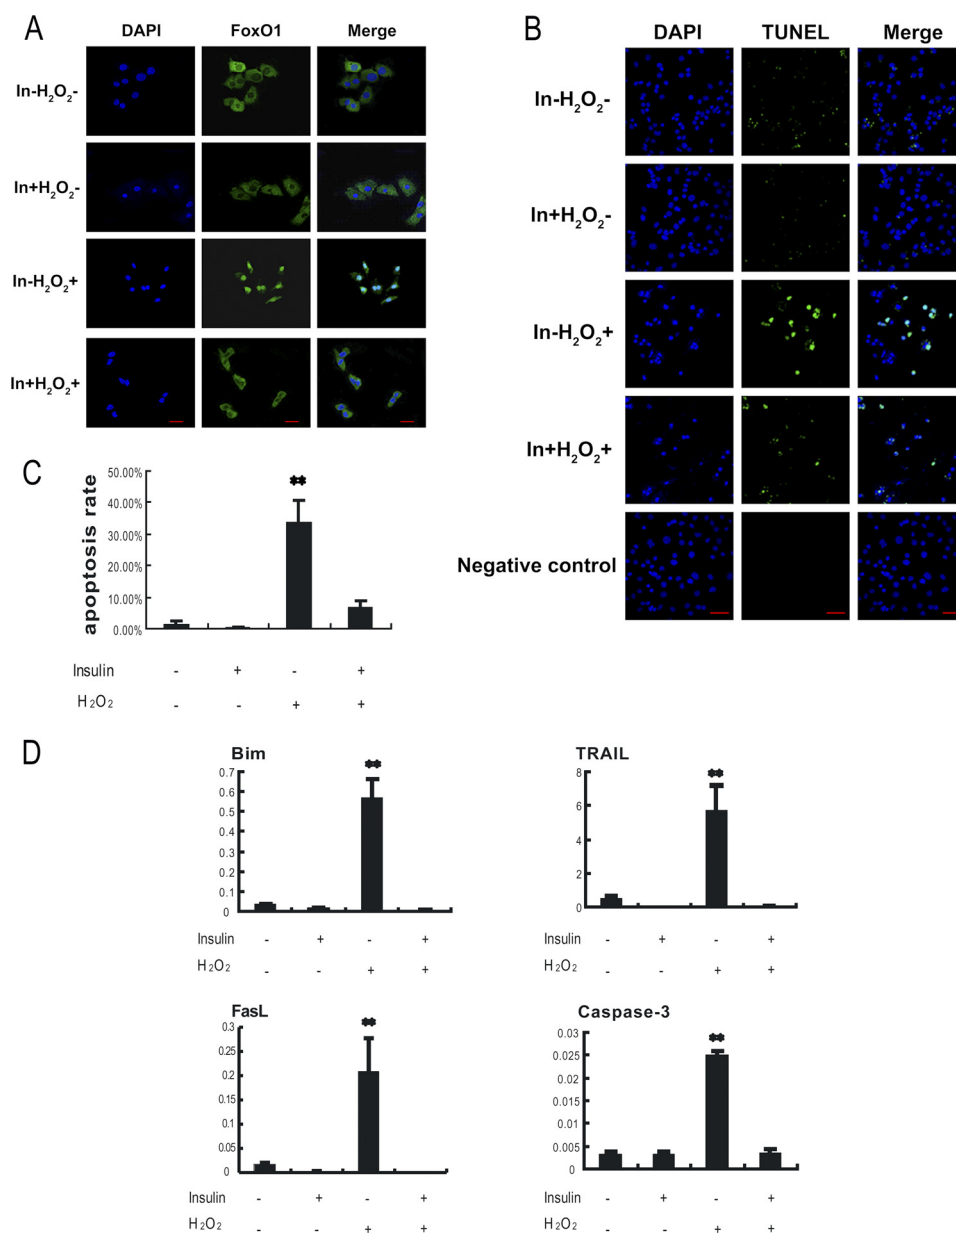 A
DAPI FoxO1 Merge
In-H₂O₂-
In+H₂O₂-
In-H₂O₂+
In+H₂O₂+
B
DAPI TUNEL Merge
In-H₂O₂-
In+H₂O₂-
In-H₂O₂+
In+H₂O₂+
Negative control
C
apoptosis rate
50.00%
40.00%
30.00%
20.00%
10.00%
0.00%
**
Insulin - + - +
H₂O₂ - - + +
D
Bim
0.7
0.6
0.5
0.4
0.3
0.2
0.1
0
**
Insulin - + - +
H₂O₂ - - + +
TRAIL
8
6
4
2
0
**
Insulin - + - +
H₂O₂ - - + +
FasL
0.3
0.25
0.2
0.15
0.1
0.05
0
**
Insulin - + - +
H₂O₂ - - + +
Caspase-3
0.03
0.025
0.02
0.015
0.01
0.005
0
**
Insulin - + - +
H₂O₂ - - + +